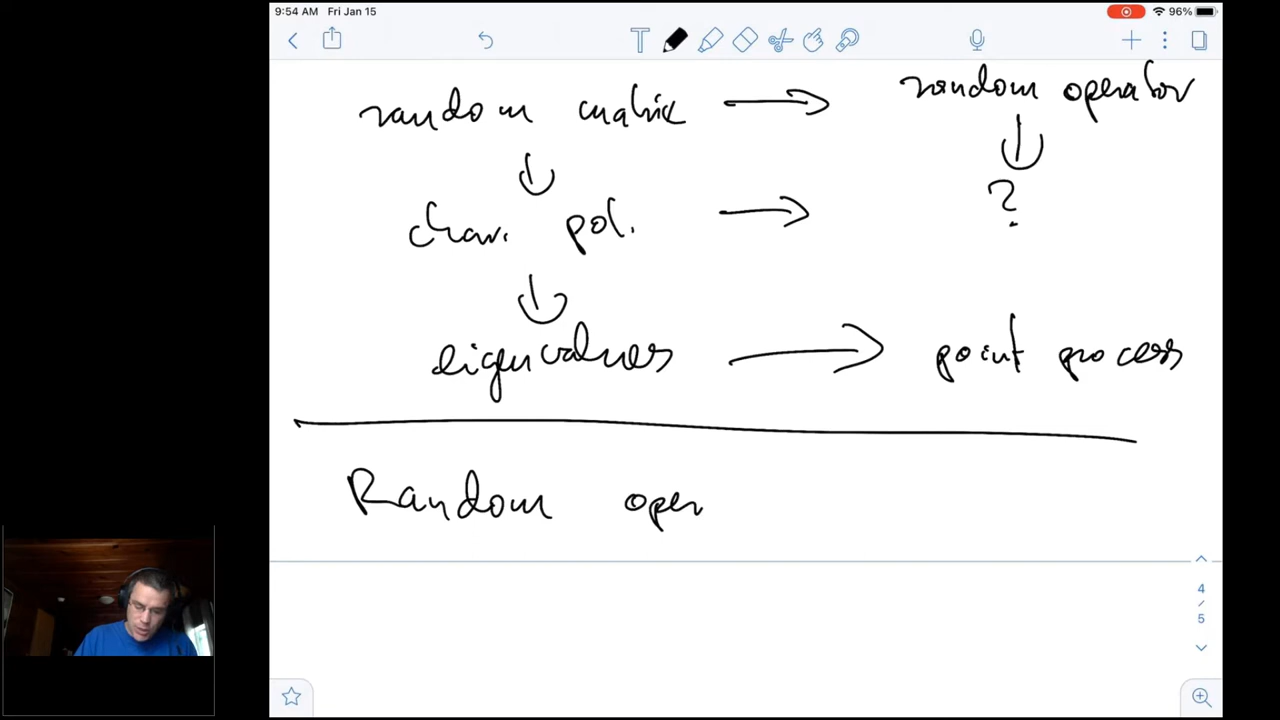 9:54 AM Fri Jan 15 96%
T
random matrix → random operator
↓ ↓
char. pol. → ?
↓
eigenvalues → point process
Random oper
4
/
5